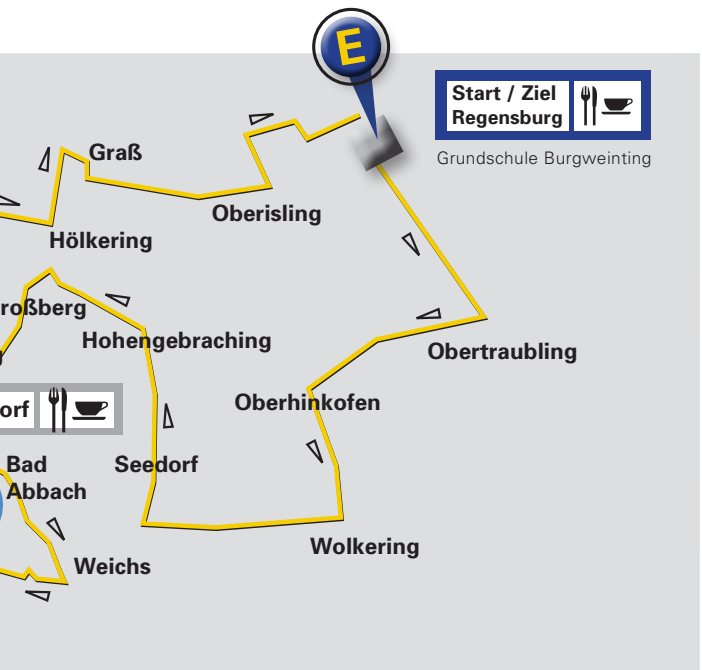 E
Start / Ziel
Regensburg
Grundschule Burgweinting
Graß
Oberisling
Hölkering
roßberg
Hohengebraching
Obertraubling
Oberhinkofen
orf
Bad
Abbach
Seedorf
Wolkering
Weichs